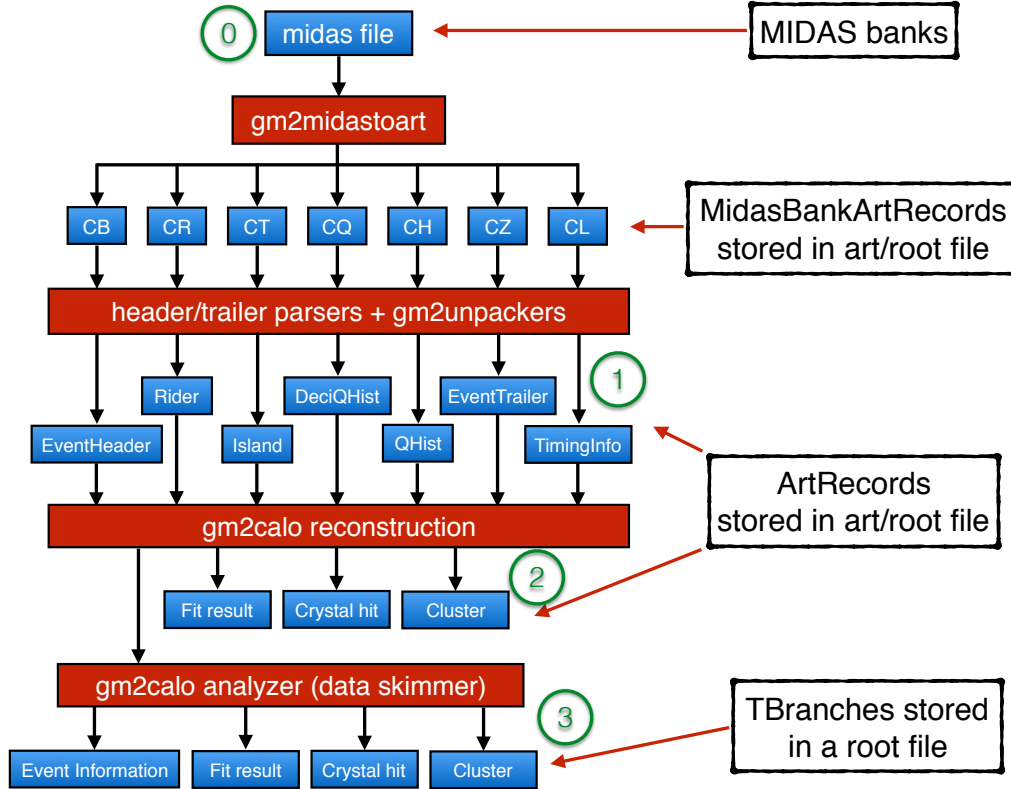 0
midas file
MIDAS banks
gm2midastoart
CB
CR
CT
CQ
CH
CZ
CL
MidasBankArtRecords
stored in art/root file
header/trailer parsers + gm2unpackers
1
Rider
DeciQHist
EventTrailer
EventHeader
Island
QHist
TimingInfo
ArtRecords
stored in art/root file
gm2calo reconstruction
2
Fit result
Crystal hit
Cluster
gm2calo analyzer (data skimmer)
3
TBranches stored
in a root file
Event Information
Fit result
Crystal hit
Cluster